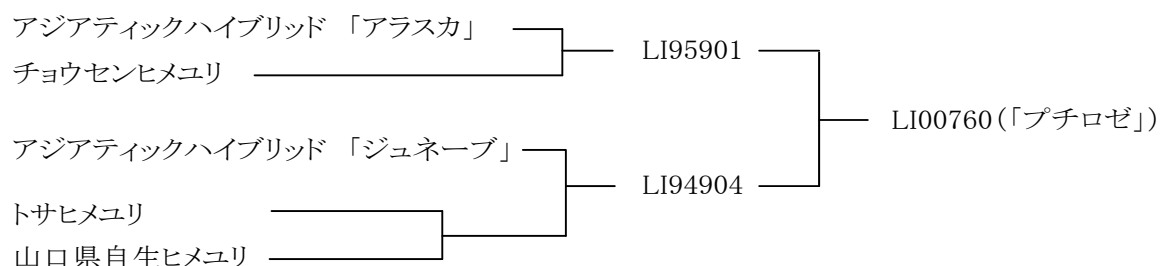 アジアティックハイブリッド 「アラスカ」
チョウセンヒメユリ
LI95901
LI00760(「プチロゼ」)
アジアティックハイブリッド 「ジュネーブ」
LI94904
トサヒメユリ
山口県自生ヒメユリ